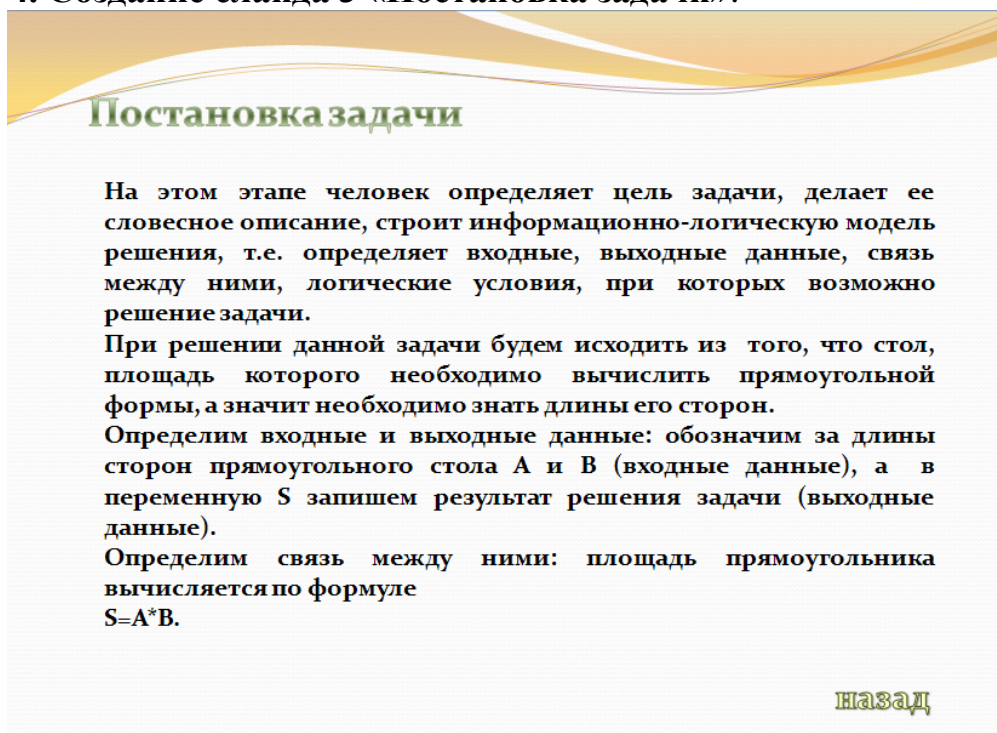 4. Создание слайда 3 «Постановка задачи».
Постановка задачи
На этом этапе человек определяет цель задачи, делает ее
словесное описание, строит информационно-логическую модель
решения, т.е. определяет входные, выходные данные, связь
между ними, логические условия, при которых возможно
решение задачи.
При решении данной задачи будем исходить из того, что стол,
площадь которого необходимо вычислить прямоугольной
формы, а значит необходимо знать длины его сторон.
Определим входные и выходные данные: обозначим за длины
сторон прямоугольного стола А и В (входные данные), а в
переменную S запишем результат решения задачи (выходные
данные).
Определим связь между ними: площадь прямоугольника
вычисляется по формуле
S=A*B.
назад